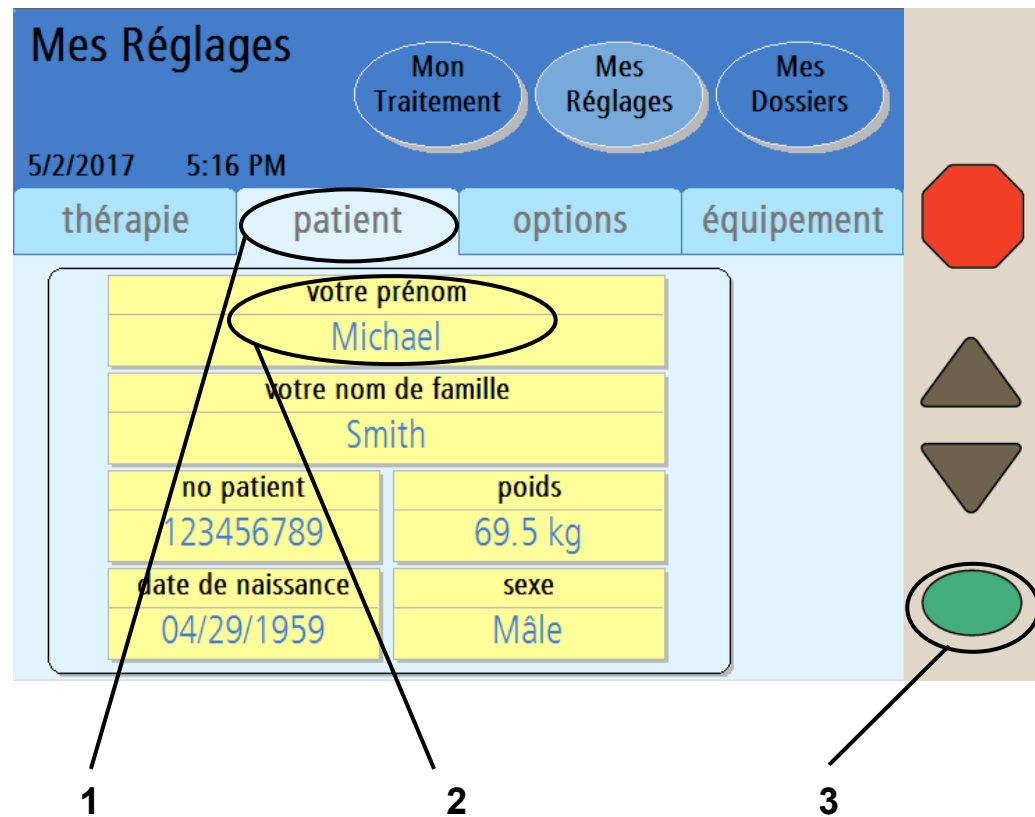 Mes Réglages
Mon
Traitement
Mes
Réglages
Mes
Dossiers
5/2/2017 5:16 PM
thérapie patient options équipement
votre prénom
Michael
votre nom de famille
Smith
no patient poids
123456789 69.5 kg
date de naissance sexe
04/29/1959 Mâle
1 2 3